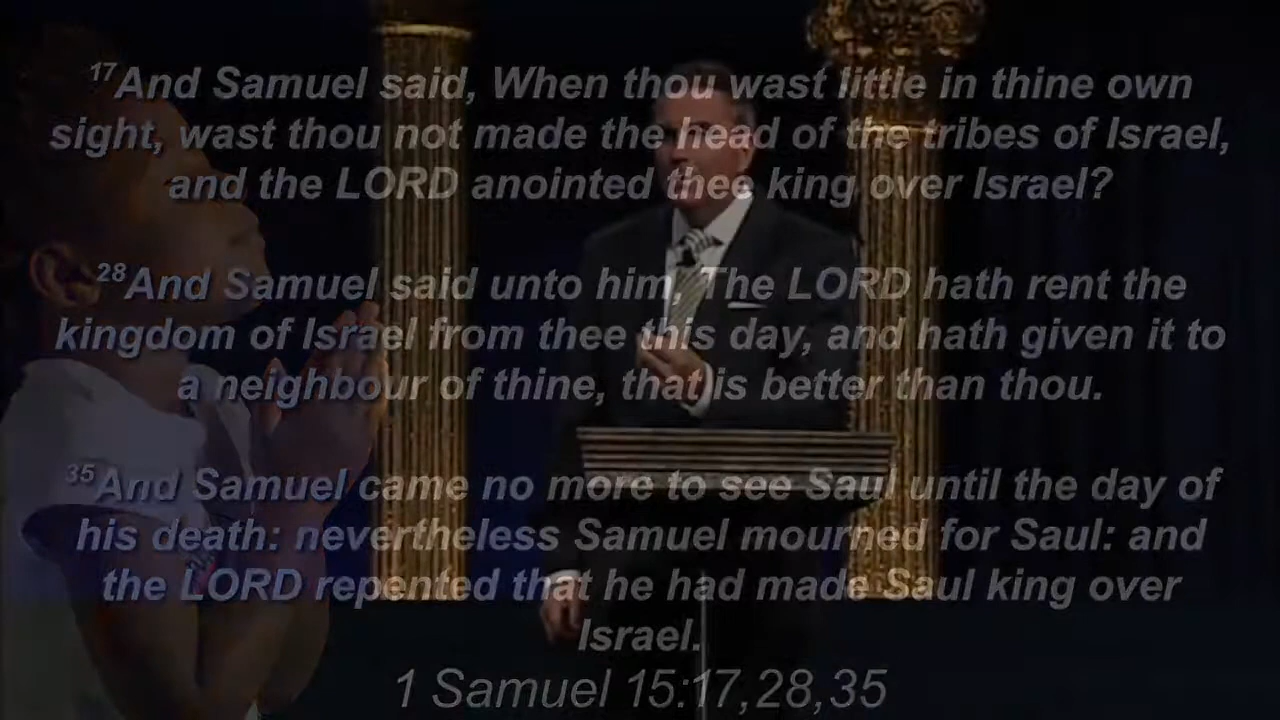 17And Samuel said, When thou wast little in thine own
sight, wast thou not made the head of the tribes of Israel,
and the LORD anointed thee king over Israel?
28And Samuel said unto him, The LORD hath rent the
kingdom of Israel from thee this day, and hath given it to
a neighbour of thine, that is better than thou.
35And Samuel came no more to see Saul until the day of
his death: nevertheless Samuel mourned for Saul: and
the LORD repented that he had made Saul king over
Israel.
1 Samuel 15:17,28,35